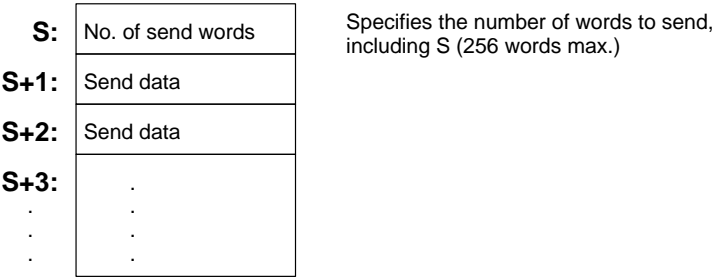 S: No. of send words
Specifies the number of words to send,
including S (256 words max.)
S+1: Send data
S+2: Send data
S+3: .
. .
. .
. .